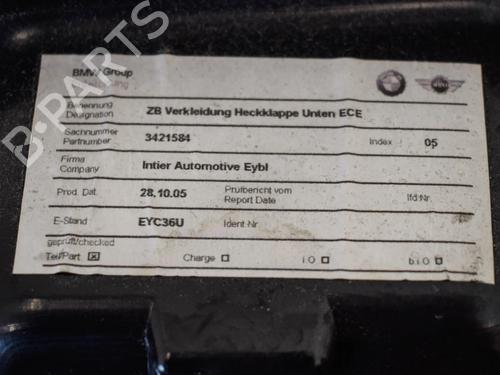 BMW Group
Benennung
Designation
ZB Verkleidung Heckklappe Unten ECE
Sachnummer
Partnumber
3421584
Index
05
Firma
Company
Intier Automotive Eybl
Prod. Dat.
28.10.05
Prüfbericht vom
Report Date
lfd.Nr.
E-Stand
EYC36U
Ident-Nr
geprüft/checked
Teil/Part
Charge
i.O
b.i.O
B-PARTS